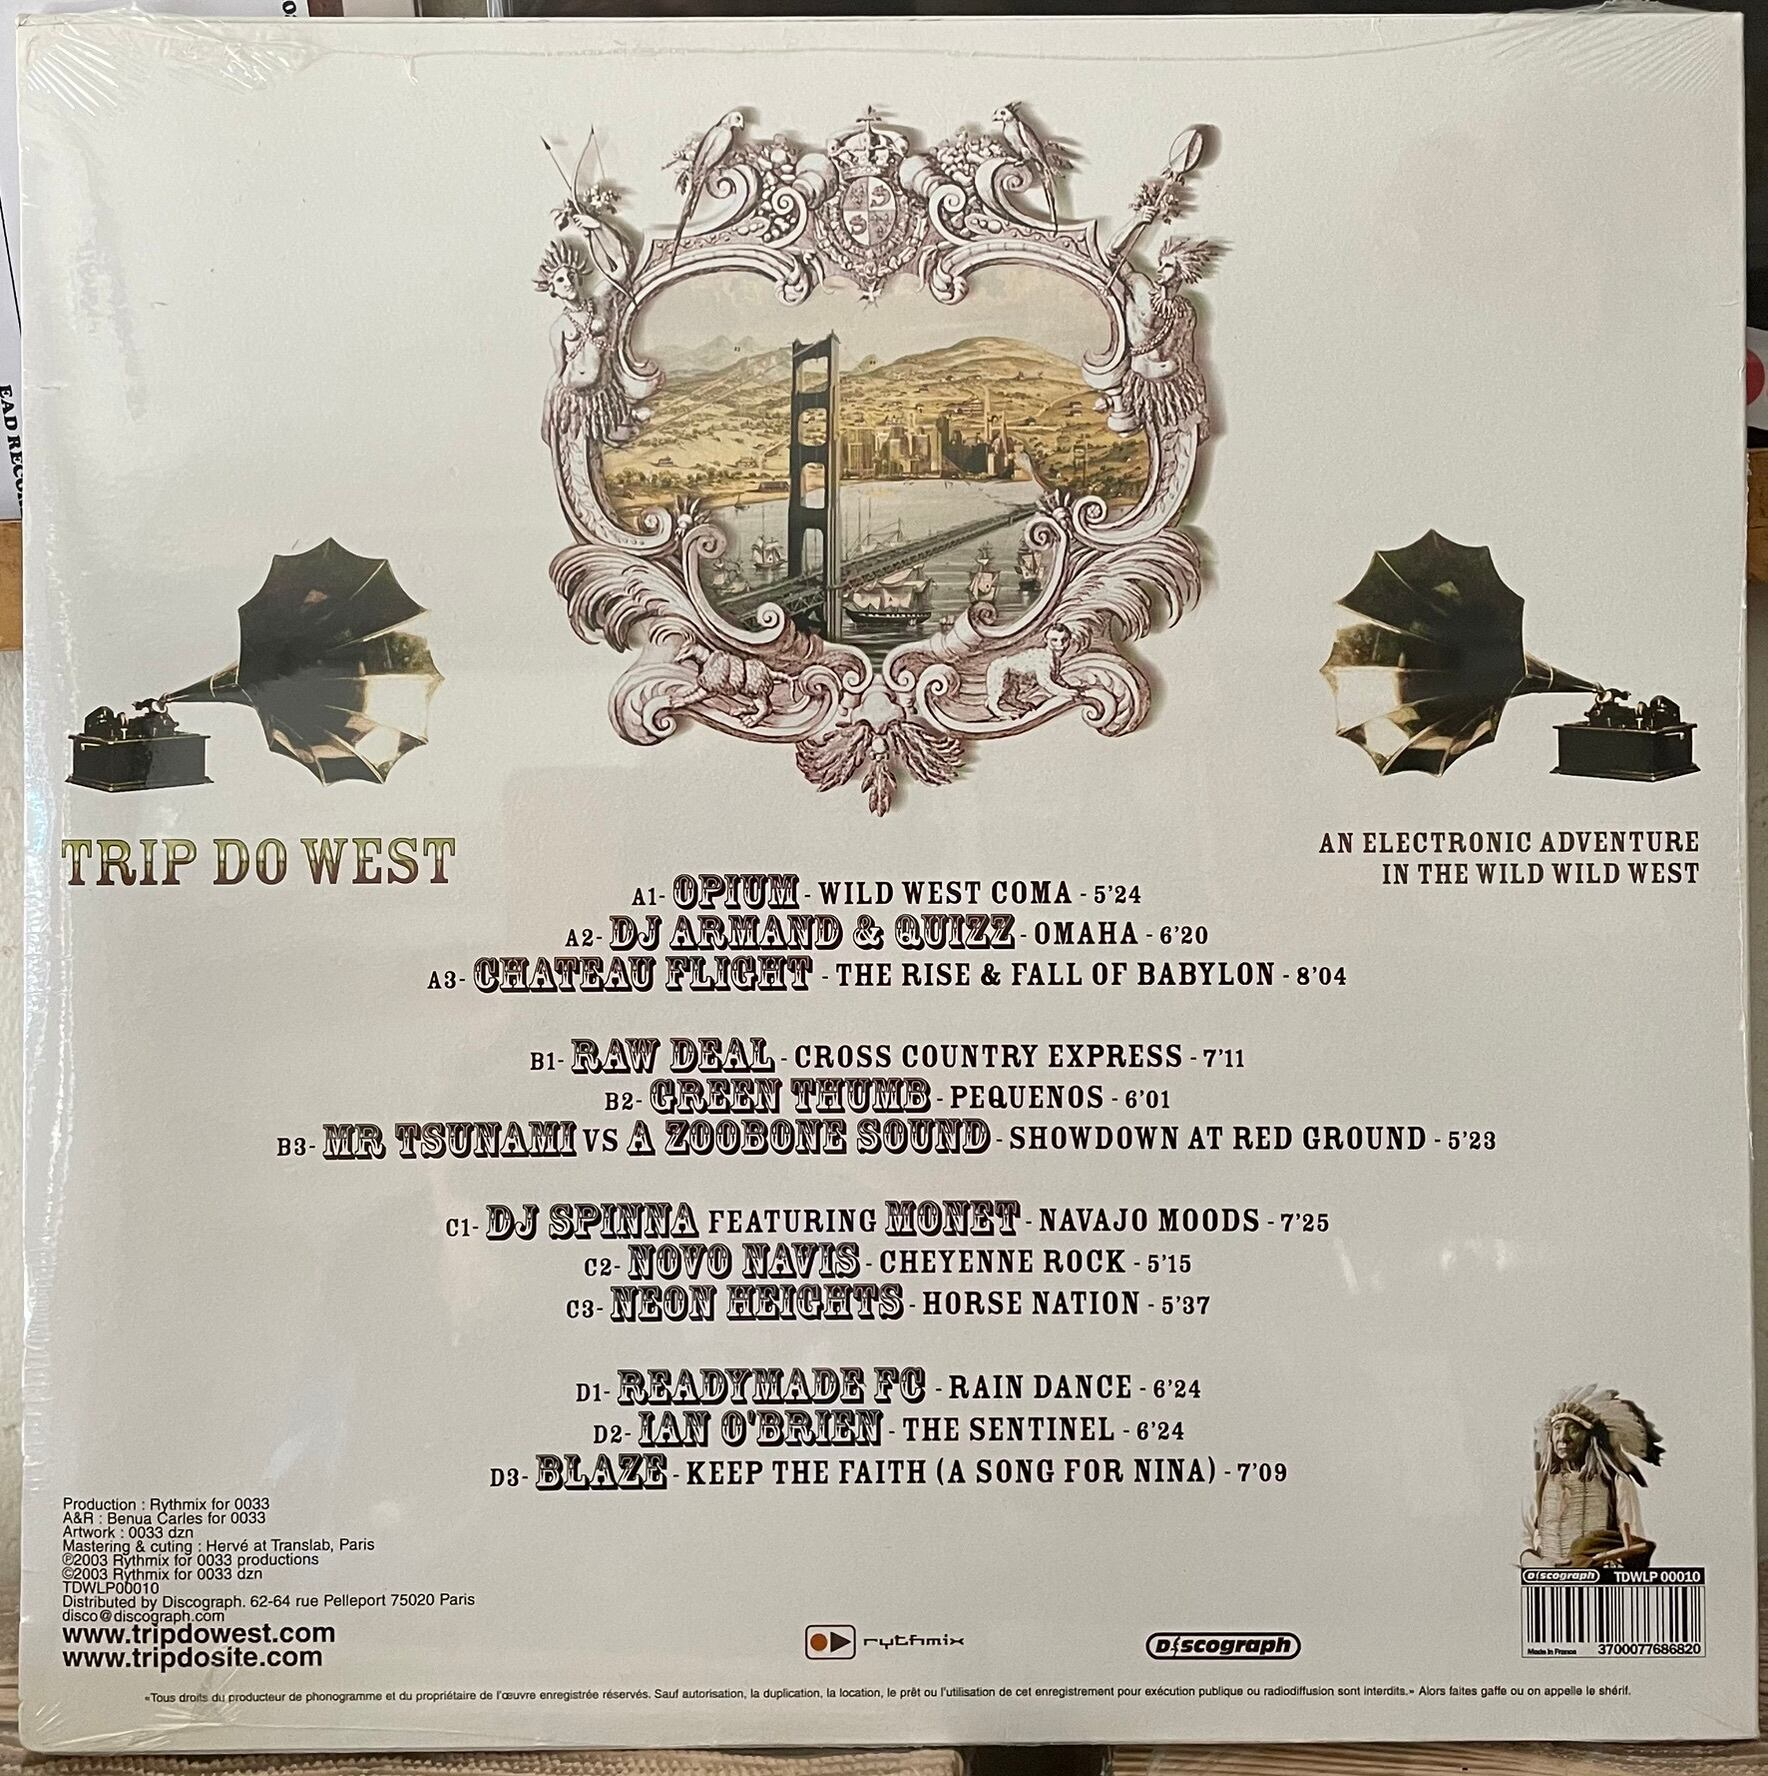 EAD RECO
TRIP DO WEST
AN ELECTRONIC ADVENTURE
IN THE WILD WILD WEST
A1- OPIUM - WILD WEST COMA - 5'24
A2- DJ ARMAND & QUIZZ - OMAHA - 6'20
A3- CHATEAU FLIGHT - THE RISE & FALL OF BABYLON - 8'04
B1- RAW DEAL - CROSS COUNTRY EXPRESS - 7'11
B2- GREEN THUMB - PEQUENOS - 6'01
B3- MR TSUNAMI VS A ZOOBONE SOUND - SHOWDOWN AT RED GROUND - 5'23
C1- DJ SPINNA FEATURING MONET - NAVAJO MOODS - 7'25
C2- NOVO NAVIS - CHEYENNE ROCK - 5'15
C3- NEON HEIGHTS - HORSE NATION - 5'37
D1- READYMADE FC - RAIN DANCE - 6'24
D2- IAN O'BRIEN - THE SENTINEL - 6'24
D3- BLAZE - KEEP THE FAITH (A SONG FOR NINA) - 7'09
Production : Rythmix for 0033
A&R : Benua Carles for 0033
Artwork : 0033 dzn
Mastering & cuting : Hervé at Translab, Paris
℗2003 Rythmix for 0033 productions
©2003 Rythmix for 0033 dzn
TDWLP00010
Distributed by Discograph. 62-64 rue Pelleport 75020 Paris
disco@discograph.com
www.tripdowest.com
www.tripdosite.com
rythmix
Discograph
Discograph TDWLP 00010
Made in France 3700077686820
«Tous droits du producteur de phonogramme et du propriétaire de l'œuvre enregistrée réservés. Sauf autorisation, la duplication, la location, le prêt ou l'utilisation de cet enregistrement pour exécution publique ou radiodiffusion sont interdits.» Alors faites gaffe ou on appelle le shérif.